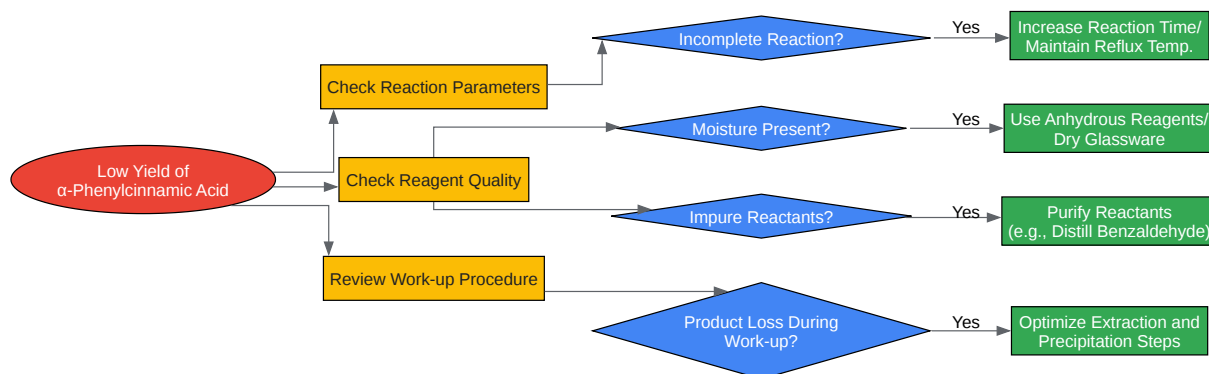 Incomplete Reaction?
Yes
Increase Reaction Time/
Maintain Reflux Temp.
Check Reaction Parameters
Moisture Present?
Yes
Use Anhydrous Reagents/
Dry Glassware
Low Yield of
α-Phenylcinnamic Acid
Check Reagent Quality
Impure Reactants?
Yes
Purify Reactants
(e.g., Distill Benzaldehyde)
Review Work-up Procedure
Product Loss During
Work-up?
Yes
Optimize Extraction and
Precipitation Steps